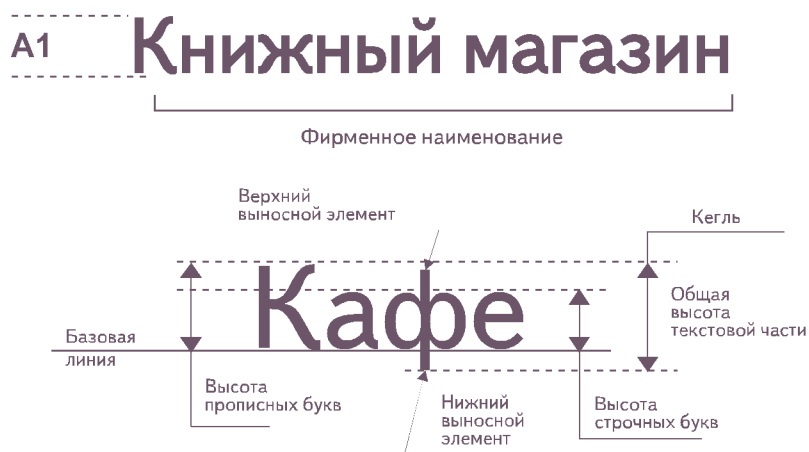 А1 Книжный магазин
Фирменное наименование
Верхний
выносной элемент
Кегль
Кафе
Общая
высота
текстовой части
Базовая
линия
Высота
прописных букв
Нижний
выносной
элемент
Высота
строчных букв